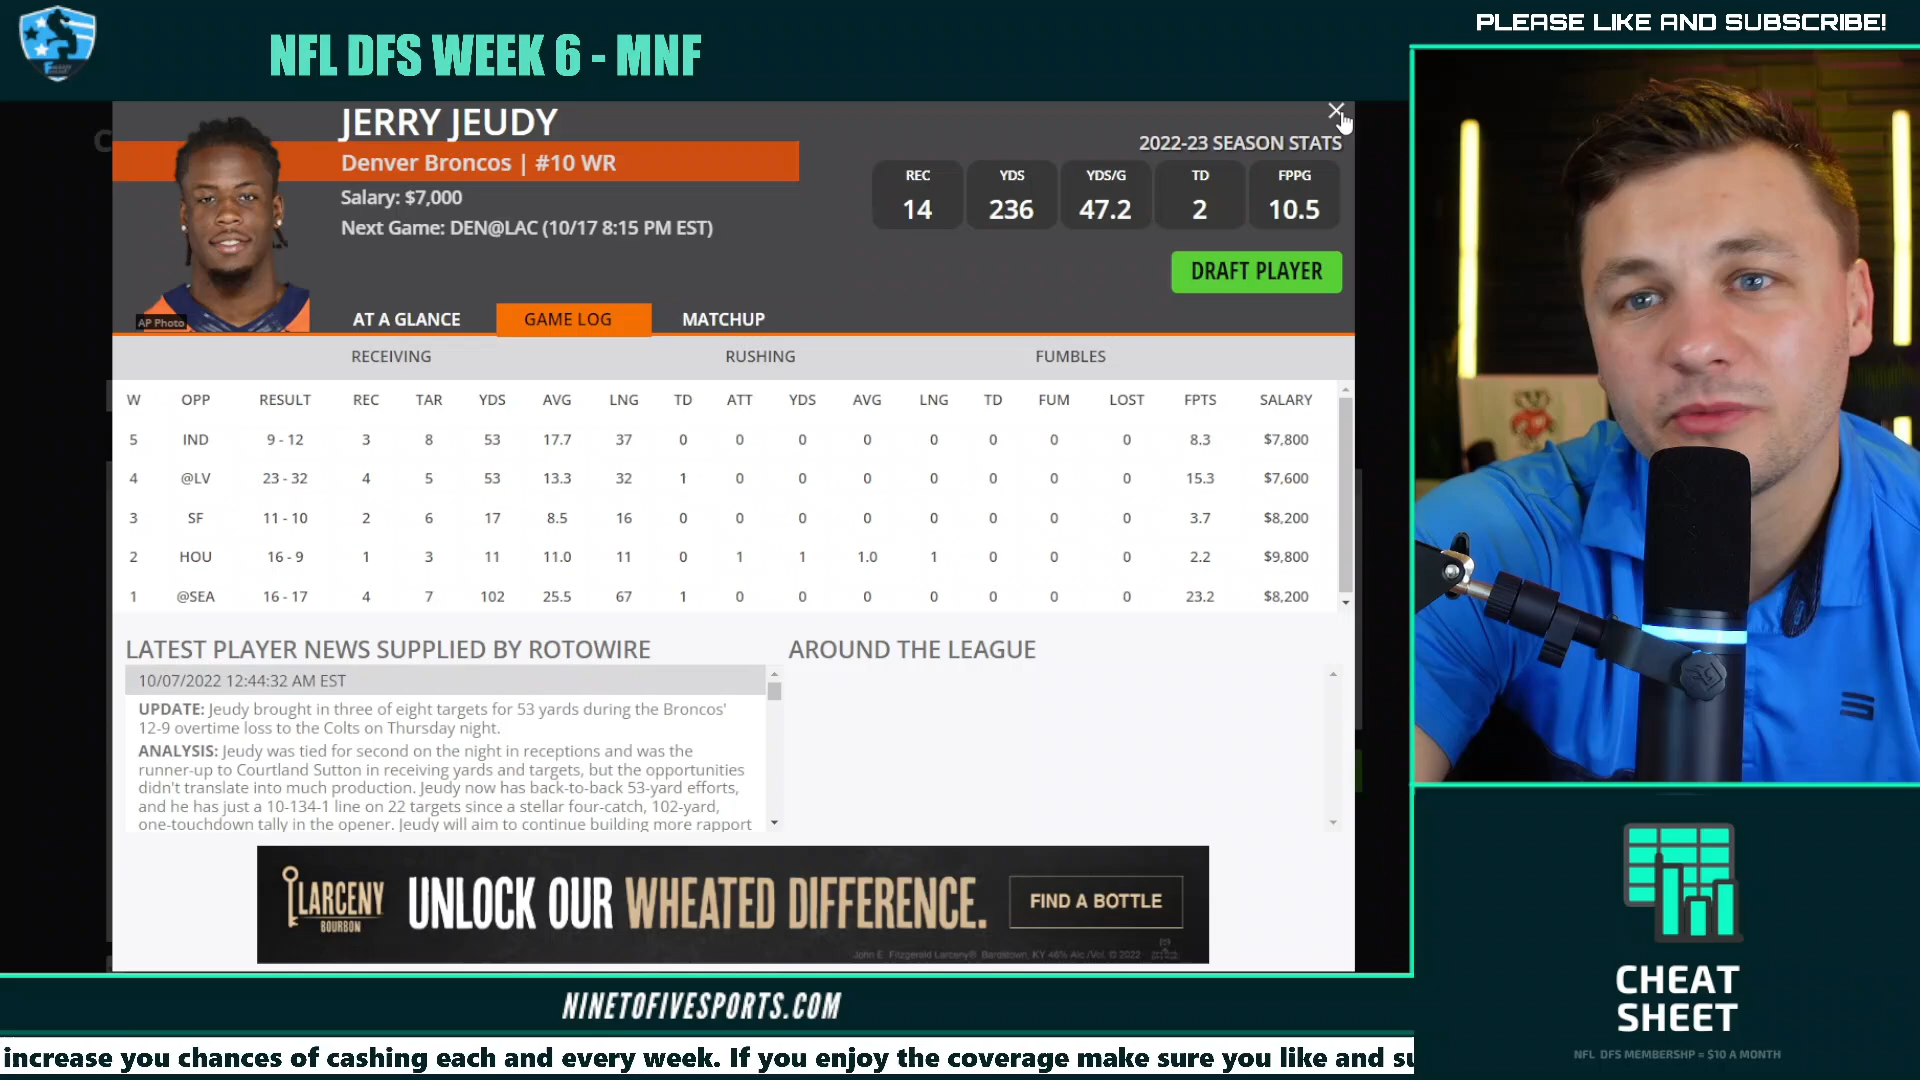 PLEASE LIKE AND SUBSCRIBE!
NFL DFS WEEK 6 - MNF
JERRY JEUDY
Denver Broncos | #10 WR
Salary: $7,000
Next Game: DEN@LAC (10/17 8:15 PM EST)
2022-23 SEASON STATS
REC YDS YDS/G TD FPPG
14 236 47.2 2 10.5
DRAFT PLAYER
AP Photo
AT A GLANCE GAME LOG MATCHUP
RECEIVING RUSHING FUMBLES
W OPP RESULT REC TAR YDS AVG LNG TD ATT YDS AVG LNG TD FUM LOST FPTS SALARY
5 IND 9 - 12 3 8 53 17.7 37 0 0 0 0 0 0 0 0 8.3 $7,800
4 @LV 23 - 32 4 5 53 13.3 32 1 0 0 0 0 0 0 0 15.3 $7,600
3 SF 11 - 10 2 6 17 8.5 16 0 0 0 0 0 0 0 0 3.7 $8,200
2 HOU 16 - 9 1 3 11 11.0 11 0 1 1 1.0 1 0 0 0 2.2 $9,800
1 @SEA 16 - 17 4 7 102 25.5 67 1 0 0 0 0 0 0 0 23.2 $8,200
LATEST PLAYER NEWS SUPPLIED BY ROTOWIRE
10/07/2022 12:44:32 AM EST
UPDATE: Jeudy brought in three of eight targets for 53 yards during the Broncos'
12-9 overtime loss to the Colts on Thursday night.
ANALYSIS: Jeudy was tied for second on the night in receptions and was the
runner-up to Courtland Sutton in receiving yards and targets, but the opportunities
didn't translate into much production. Jeudy now has back-to-back 53-yard efforts,
and he has just a 10-134-1 line on 22 targets since a stellar four-catch, 102-yard,
one-touchdown tally in the opener. Jeudy will aim to continue building more rapport
AROUND THE LEAGUE
LARCENY
BOURBON
UNLOCK OUR WHEATED DIFFERENCE.
FIND A BOTTLE
John E. Fitzgerald Larceny® Bardstown, KY 46% Alc./Vol. © 2022
NINETOFIVESPORTS.COM
increase you chances of cashing each and every week. If you enjoy the coverage make sure you like and su
CHEAT
SHEET
NFL DFS MEMBERSHP = $10 A MONTH